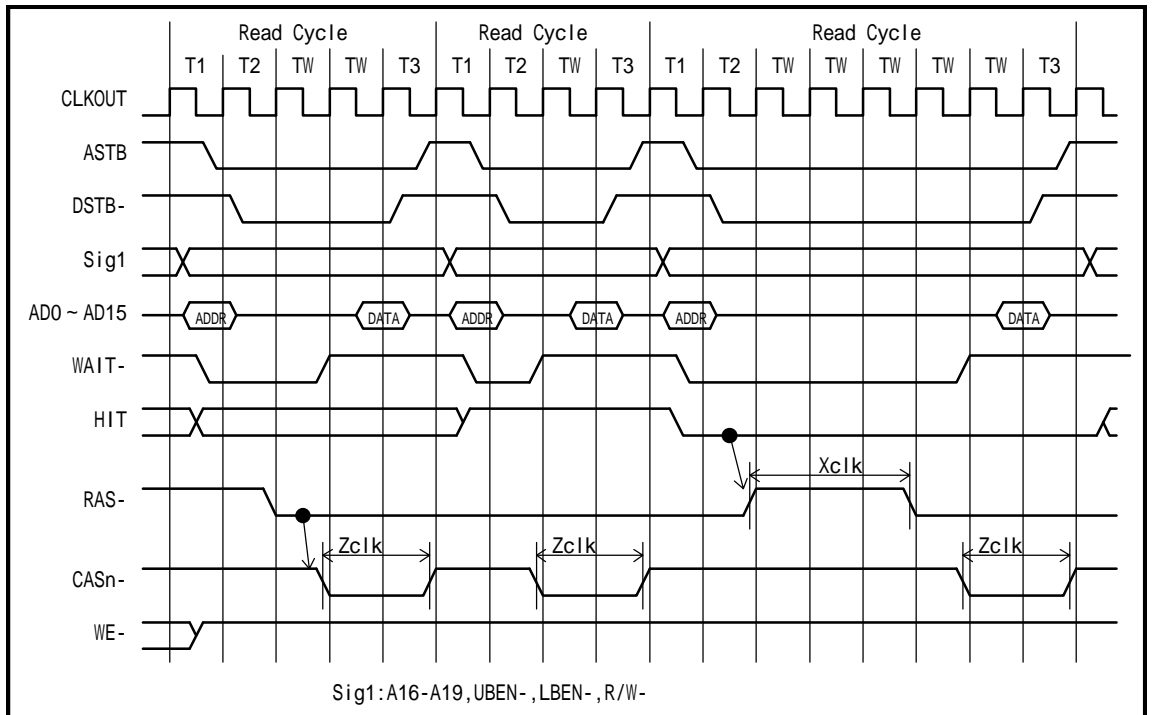 Read Cycle Read Cycle Read Cycle
T1 T2 TW TW T3 T1 T2 TW T3 T1 T2 TW TW TW TW TW T3
CLKOUT
ASTB
DSTB-
Sig1
AD0 ~ AD15 ADDR DATA ADDR DATA ADDR DATA
WAIT-
HIT
Xclk
RAS-
Zclk Zclk Zclk
CASn-
WE-
Sig1:A16-A19,UBEN-,LBEN-,R/W-